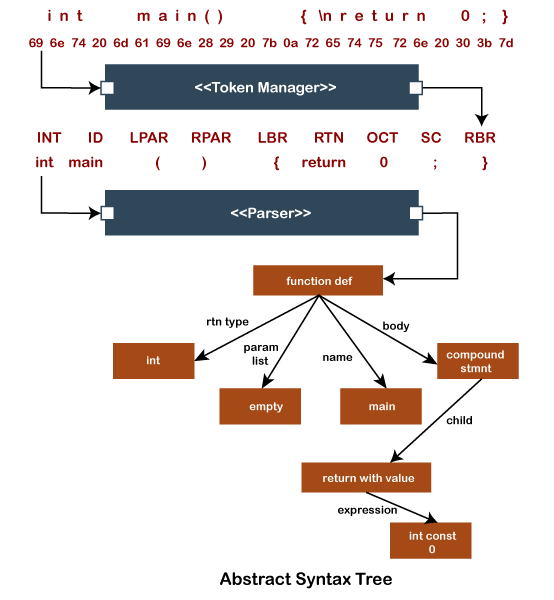 int main() { \nreturn 0; }
69 6e 74 20 6d 61 69 6e 28 29 20 7b 0a 72 65 74 75 72 6e 20 30 3b 7d
<<Token Manager>>
INT ID LPAR RPAR LBR RTN OCT SC RBR
int main ( ) { return 0 ; }
<<Parser>>
function def
rtn type
body
param
list
name
int
compound
stmnt
empty
main
child
return with value
expression
int const
0
Abstract Syntax Tree